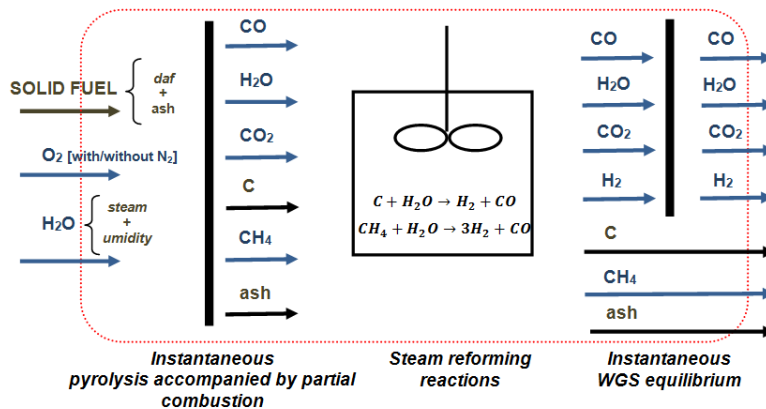 SOLID FUEL
daf
+
ash
O2 [with/without N2]
H2O
steam
+
umidity
CO
H2O
CO2
C
CH4
ash
C + H2O → H2 + CO
CH4 + H2O → 3H2 + CO
CO
H2O
CO2
H2
C
CH4
ash
CO
H2O
CO2
H2
Instantaneous
pyrolysis accompanied by partial
combustion
Steam reforming
reactions
Instantaneous
WGS equilibrium